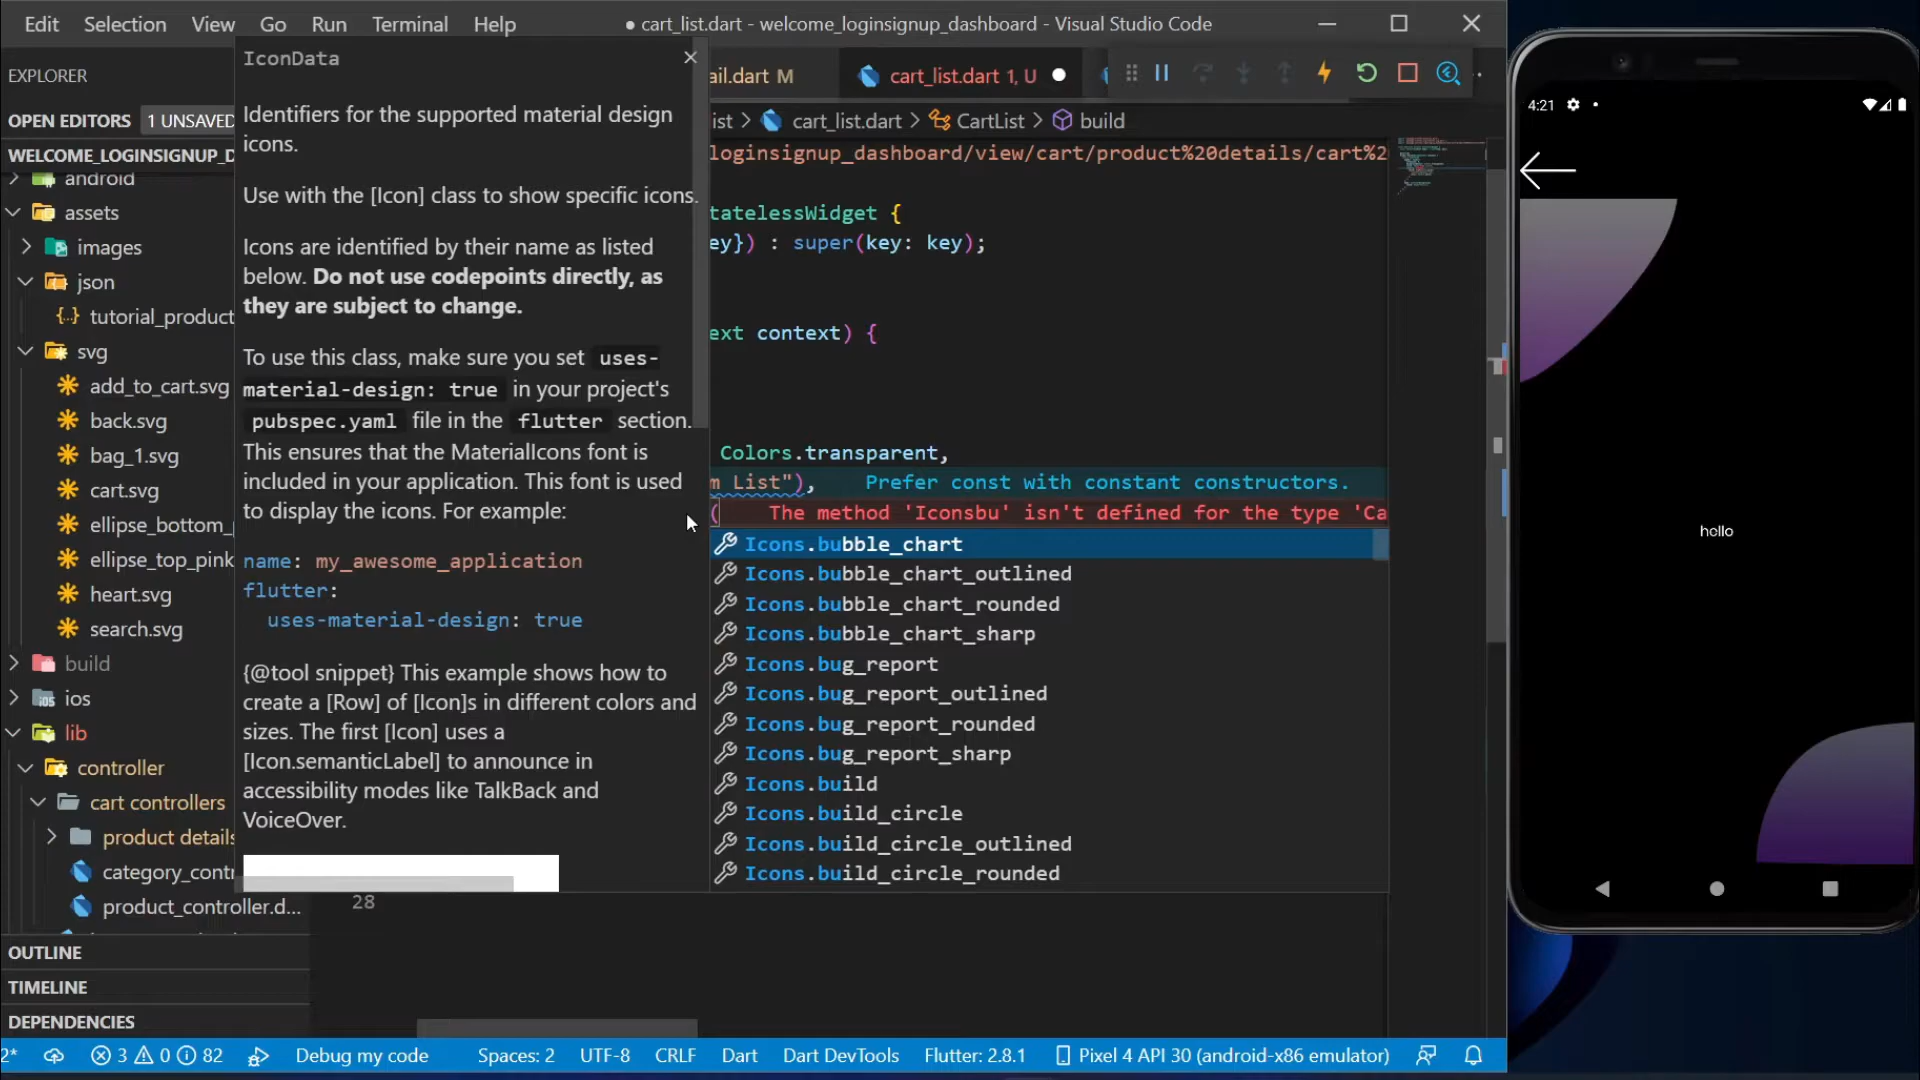 Edit Selection View Go Run Terminal Help
● cart_list.dart - welcome_loginsignup_dashboard - Visual Studio Code
EXPLORER
OPEN EDITORS 1 UNSAVED
WELCOME_LOGINSIGNUP_D
android
assets
images
json
tutorial_product
svg
add_to_cart.svg
back.svg
bag_1.svg
cart.svg
ellipse_bottom_
ellipse_top_pink
heart.svg
search.svg
build
ios
lib
controller
cart controllers
product details
category_contr
product_controller.d...
OUTLINE
TIMELINE
DEPENDENCIES
IconData
Identifiers for the supported material design
icons.
Use with the [Icon] class to show specific icons.
Icons are identified by their name as listed
below. Do not use codepoints directly, as
they are subject to change.
To use this class, make sure you set uses-
material-design: true in your project's
pubspec.yaml file in the flutter section.
This ensures that the MaterialIcons font is
included in your application. This font is used
to display the icons. For example:
name: my_awesome_application
flutter:
uses-material-design: true
{@tool snippet} This example shows how to
create a [Row] of [Icon]s in different colors and
sizes. The first [Icon] uses a
[Icon.semanticLabel] to announce in
accessibility modes like TalkBack and
VoiceOver.
ail.dart M
cart_list.dart 1, U
ist > cart_list.dart > CartList > build
loginsignup_dashboard/view/cart/product%20details/cart%2
tatelessWidget {
ey}) : super(key: key);
ext context) {
Colors.transparent,
m List"), Prefer const with constant constructors.
( The method 'Iconsbu' isn't defined for the type 'Ca
Icons.bubble_chart
Icons.bubble_chart_outlined
Icons.bubble_chart_rounded
Icons.bubble_chart_sharp
Icons.bug_report
Icons.bug_report_outlined
Icons.bug_report_rounded
Icons.bug_report_sharp
Icons.build
Icons.build_circle
Icons.build_circle_outlined
Icons.build_circle_rounded
28
2* 3 0 82 Debug my code Spaces: 2 UTF-8 CRLF Dart Dart DevTools Flutter: 2.8.1 Pixel 4 API 30 (android-x86 emulator)
4:21
hello